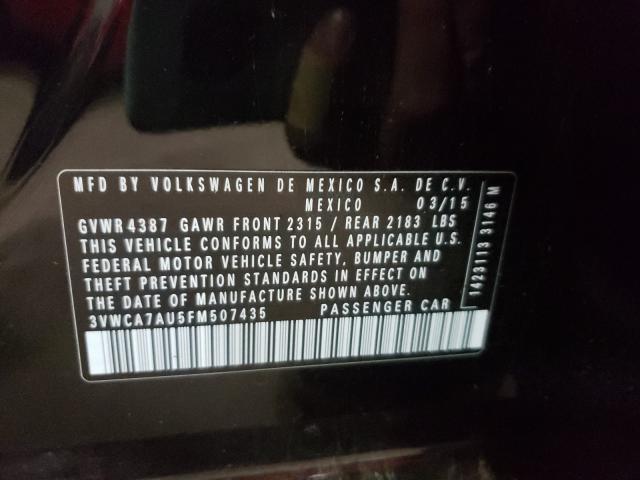 MFD BY VOLKSWAGEN DE MEXICO S.A. DE C.V.
MEXICO 03/15
GVWR 4387 GAWR FRONT 2315 / REAR 2183 LBS
THIS VEHICLE CONFORMS TO ALL APPLICABLE U.S.
FEDERAL MOTOR VEHICLE SAFETY, BUMPER AND
THEFT PREVENTION STANDARDS IN EFFECT ON
THE DATE OF MANUFACTURE SHOWN ABOVE.
3VWCA7AU5FM507435 PASSENGER CAR
1423113 3146 M